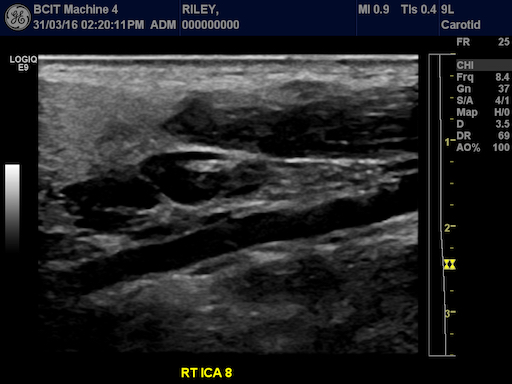 GE
BCIT Machine 4
RILEY,
MI 0.9 TIs 0.4 9L
31/03/16 02:20:11PM ADM
000000000
Carotid
FR 25
LOGIQ
E9
CHI
Frq 8.4
Gn 37
S/A 4/1
Map H/0
D 3.5
DR 69
AO% 100
1
2
3
RT ICA 8